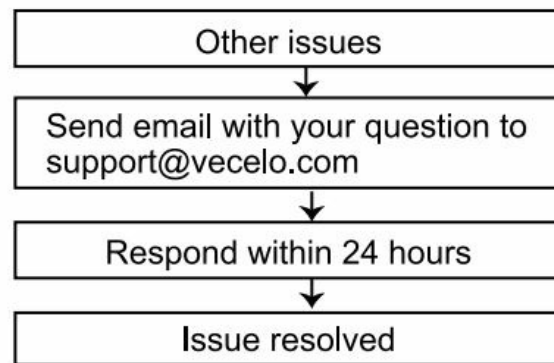 Other issues
Send email with your question to
support@vecelo.com
Respond within 24 hours
Issue resolved